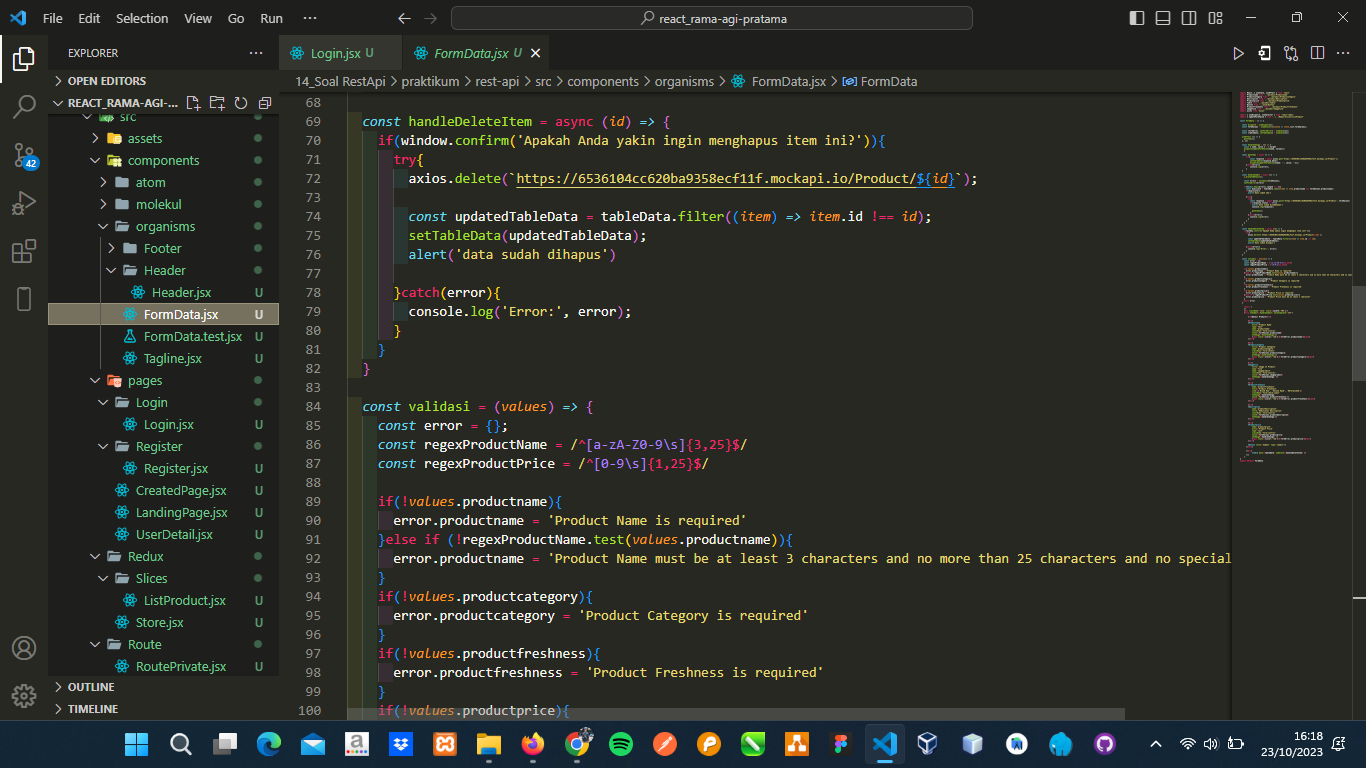 File Edit Selection View Go Run ···
react_rama-agi-pratama
EXPLORER ···
Login.jsx U
FormData.jsx U
OPEN EDITORS
14_Soal RestApi > praktikum > rest-api > src > components > organisms > FormData.jsx > FormData
REACT_RAMA-AGI-...
src
assets
components
atom
molekul
organisms
Footer
Header
Header.jsx U
FormData.jsx U
FormData.test.jsx U
Tagline.jsx U
pages
Login
Login.jsx U
Register
Register.jsx U
CreatedPage.jsx U
LandingPage.jsx U
UserDetail.jsx U
Redux
Slices
ListProduct.jsx U
Store.jsx U
Route
RoutePrivate.jsx U
OUTLINE
TIMELINE
42
68
69 const handleDeleteItem = async (id) => {
70 if(window.confirm('Apakah Anda yakin ingin menghapus item ini?')){
71 try{
72 axios.delete(`https://6536104cc620ba9358ecf11f.mockapi.io/Product/${id}`);
73
74 const updatedTableData = tableData.filter((item) => item.id !== id);
75 setTableData(updatedTableData);
76 alert('data sudah dihapus')
77
78 }catch(error){
79 console.log('Error:', error);
80 }
81 }
82 }
83
84 const validasi = (values) => {
85 const error = {};
86 const regexProductName = /^[a-zA-Z0-9\s]{3,25}$/
87 const regexProductPrice = /^[0-9\s]{1,25}$/
88
89 if(!values.productname){
90 error.productname = 'Product Name is required'
91 }else if (!regexProductName.test(values.productname)){
92 error.productname = 'Product Name must be at least 3 characters and no more than 25 characters and no special
93 }
94 if(!values.productcategory){
95 error.productcategory = 'Product Category is required'
96 }
97 if(!values.productfreshness){
98 error.productfreshness = 'Product Freshness is required'
99 }
100 if(!values.productprice){
16:18
23/10/2023